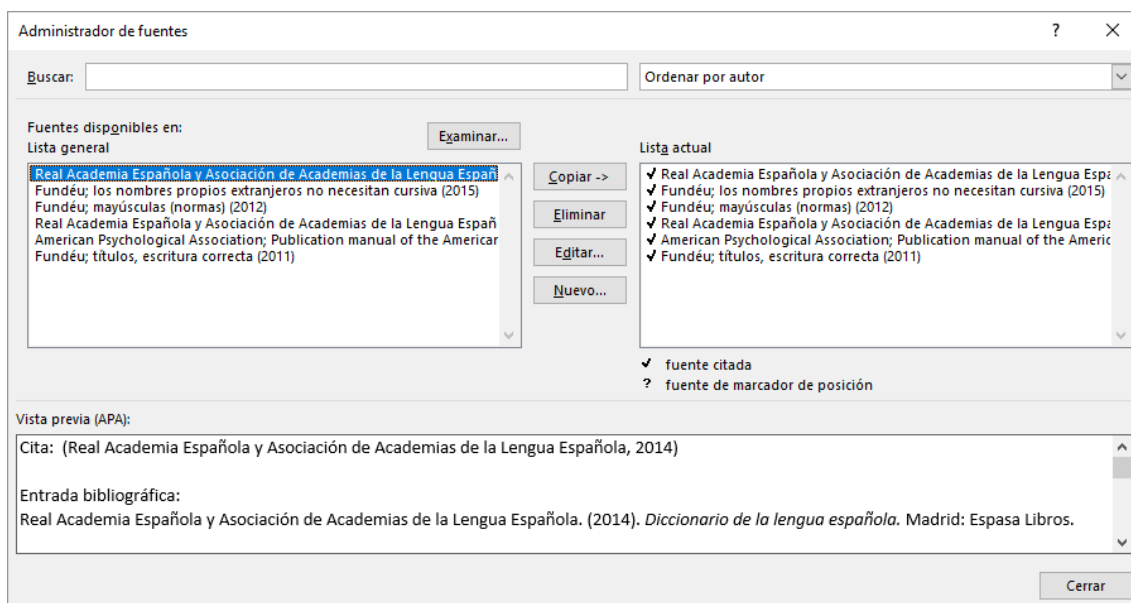 Administrador de fuentes ? ×
Buscar: Ordenar por autor
Fuentes disponibles en:
Lista general
Examinar...
Real Academia Española y Asociación de Academias de la Lengua Españ
Fundéu; los nombres propios extranjeros no necesitan cursiva (2015)
Fundéu; mayúsculas (normas) (2012)
Real Academia Española y Asociación de Academias de la Lengua Españ
American Psychological Association; Publication manual of the American
Fundéu; títulos, escritura correcta (2011)
Copiar ->
Eliminar
Editar...
Nuevo...
Lista actual
✓ Real Academia Española y Asociación de Academias de la Lengua Espa
✓ Fundéu; los nombres propios extranjeros no necesitan cursiva (2015)
✓ Fundéu; mayúsculas (normas) (2012)
✓ Real Academia Española y Asociación de Academias de la Lengua Espa
✓ American Psychological Association; Publication manual of the Americ
✓ Fundéu; títulos, escritura correcta (2011)
✓ fuente citada
? fuente de marcador de posición
Vista previa (APA):
Cita: (Real Academia Española y Asociación de Academias de la Lengua Española, 2014)
Entrada bibliográfica:
Real Academia Española y Asociación de Academias de la Lengua Española. (2014). Diccionario de la lengua española. Madrid: Espasa Libros.
Cerrar